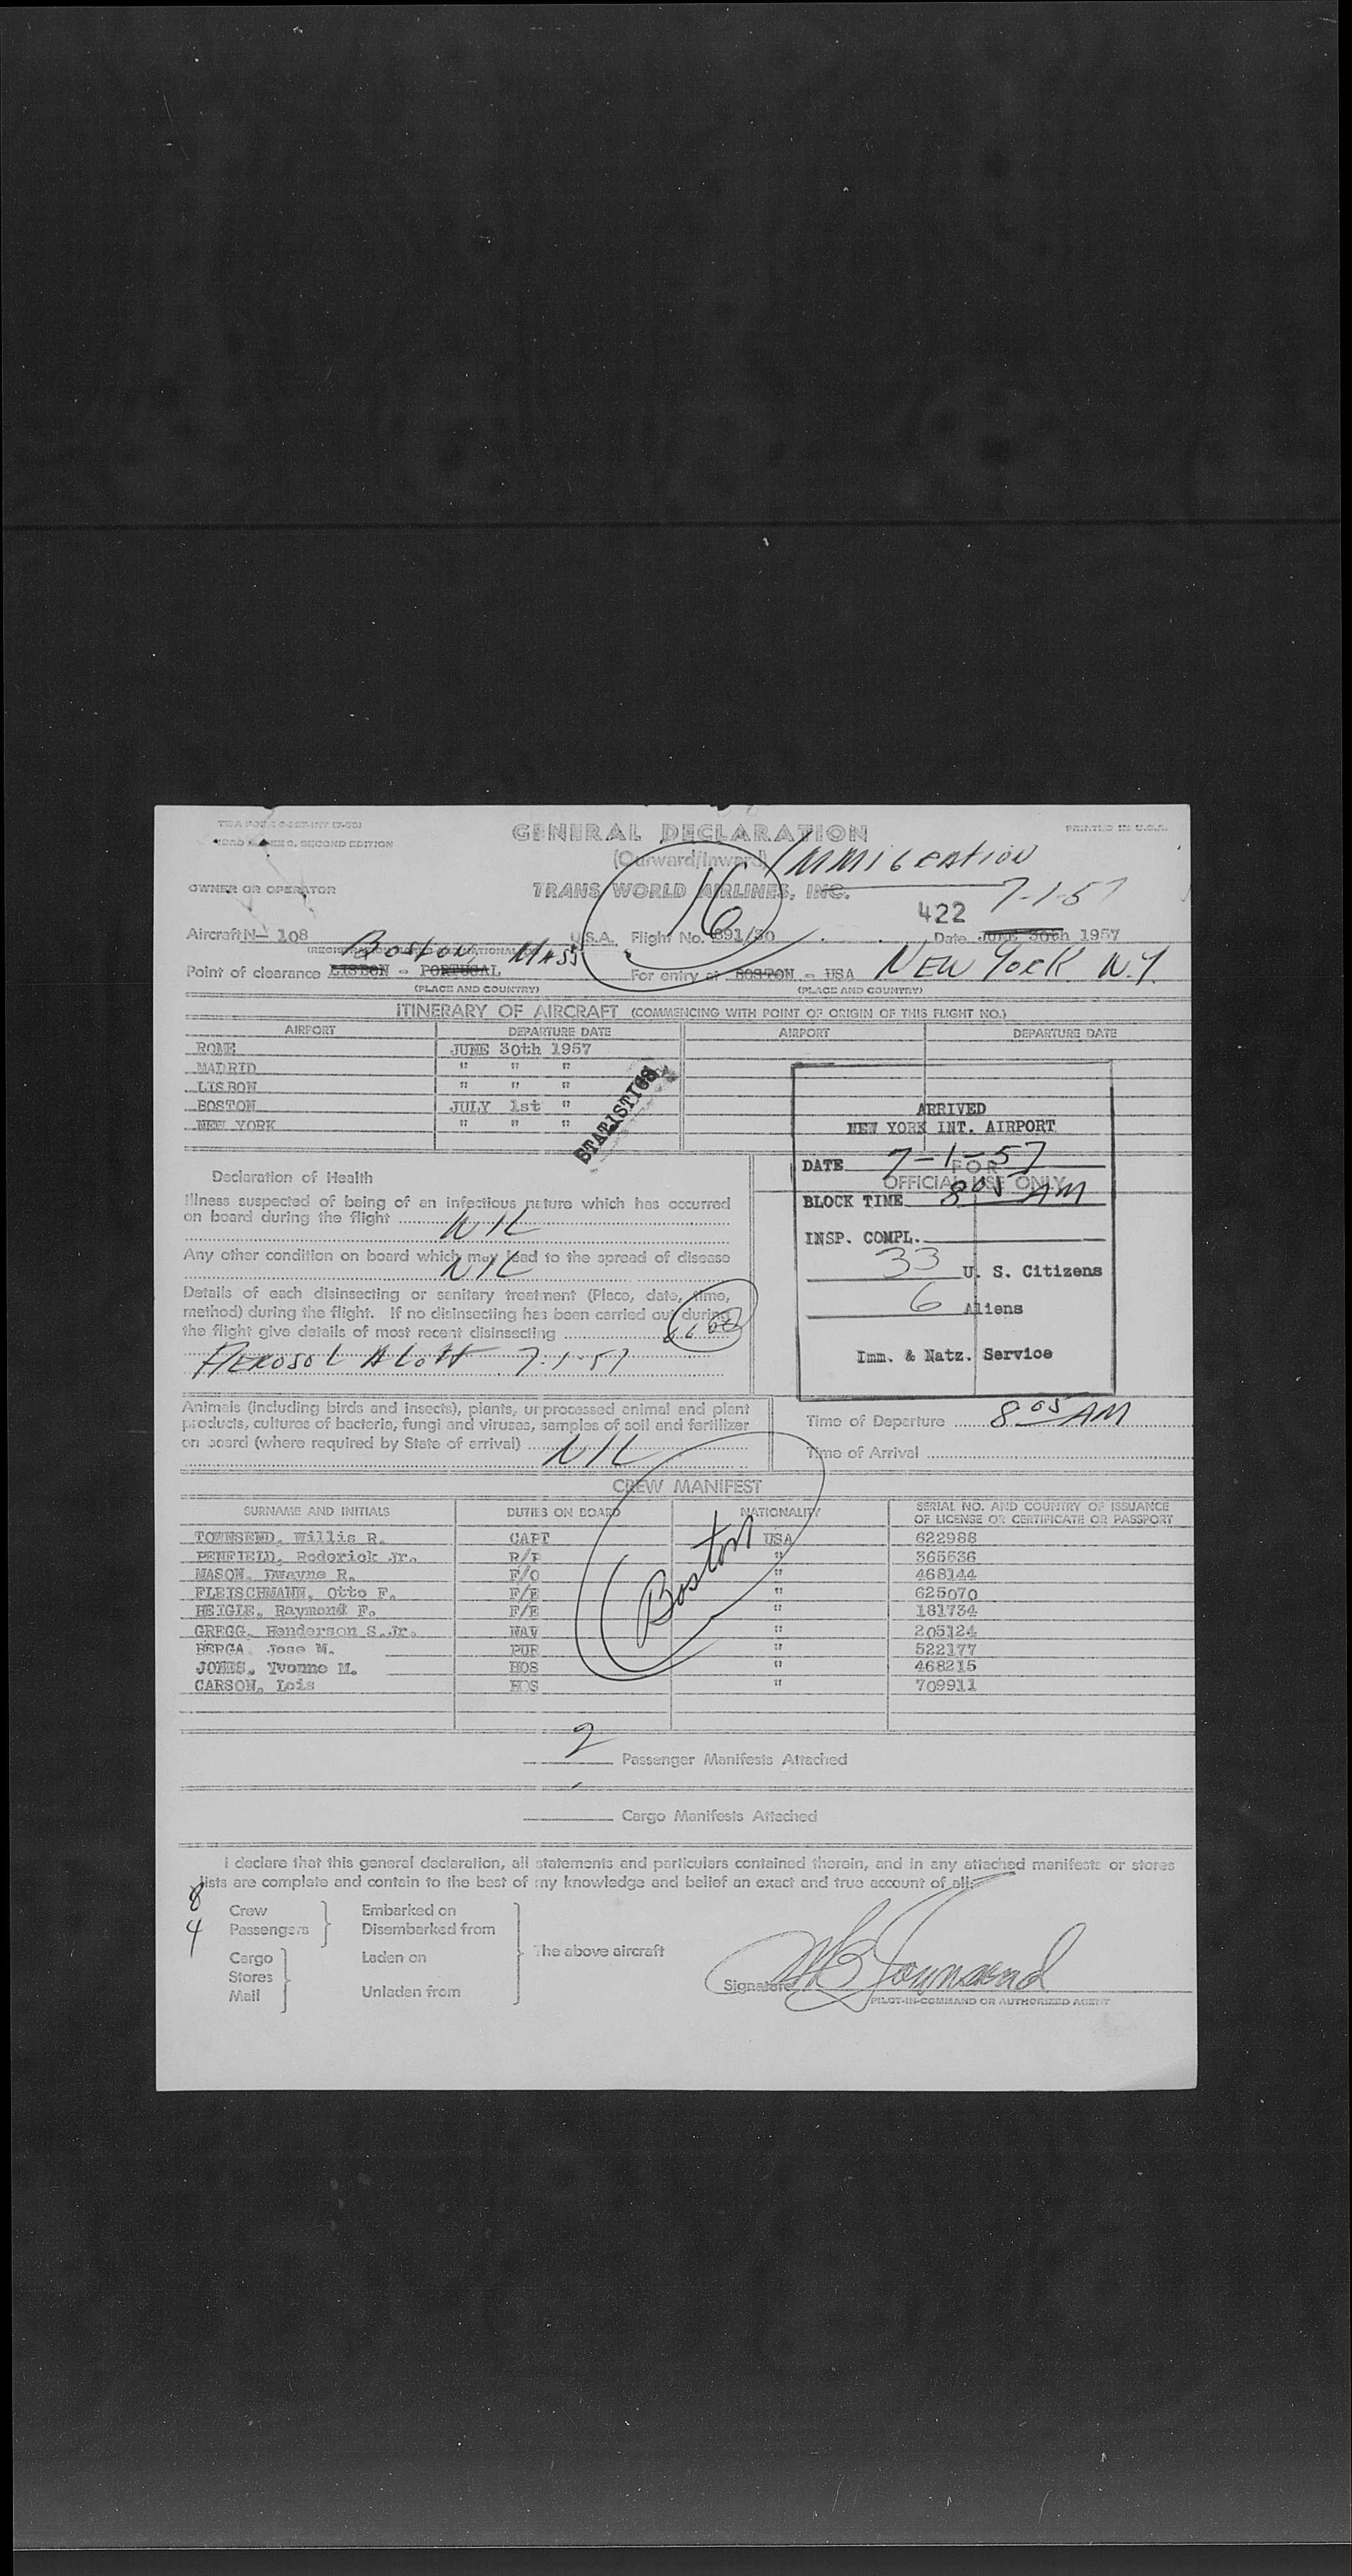 GENERAL DECLARATION
PRINTED IN U.S.A.
SECOND EDITION
(Outward/Inward) IMMIGRATION
OWNER OR OPERATOR
TRANS WORLD AIRLINES, INC.
16
422 7-1-57
Aircraft N- 108 U.S.A. Flight No. 891/30 Date JUNE 30th 1957
Boston Mass
Point of clearance LISBON - PORTUGAL For entry at BOSTON - USA NEW YORK N.Y.
(PLACE AND COUNTRY) (PLACE AND COUNTRY)
ITINERARY OF AIRCRAFT (COMMENCING WITH POINT OF ORIGIN OF THIS FLIGHT NO.)
AIRPORT DEPARTURE DATE AIRPORT DEPARTURE DATE
ROME JUNE 30th 1957
MADRID " " "
LISBON " " "
BOSTON JULY 1st "
NEW YORK " " "
STATISTICS
ARRIVED
NEW YORK INT. AIRPORT
DATE 7-1-57
FOR
OFFICIAL USE ONLY
BLOCK TIME 8 05 AM
INSP. COMPL.
33 U. S. Citizens
6 Aliens
Imm. & Natz. Service
Declaration of Health
Illness suspected of being of an infectious nature which has occurred
on board during the flight NIL
Any other condition on board which may lead to the spread of disease
NIL
Details of each disinsecting or sanitary treatment (Place, date, time,
method) during the flight. If no disinsecting has been carried out during
the flight give details of most recent disinsecting
AEROSOL 7-1-57
Animals (including birds and insects), plants, unprocessed animal and plant
products, cultures of bacteria, fungi and viruses, samples of soil and fertilizer
on board (where required by State of arrival) NIL
Time of Departure 8 05 AM
Time of Arrival
CREW MANIFEST
SURNAME AND INITIALS DUTIES ON BOARD NATIONALITY SERIAL NO. AND COUNTRY OF ISSUANCE
OF LICENSE OR CERTIFICATE OR PASSPORT
TOWNSEND, Willis R. CAPT USA 622988
PENFIELD, Roderick Jr. R/P " 365636
MASON, Dwayne R. F/O " 468144
FLEISCHMANN, Otto F. F/E " 625070
HEIGLE, Raymond F. F/E " 181734
GREGG, Henderson S.Jr. NAV " 205124
BERGA, Jose M. PUR " 522177
JONES, Yvonne M. HOS " 468215
CARSON, Lois HOS " 709911
Boston
2 Passenger Manifests Attached
Cargo Manifests Attached
I declare that this general declaration, all statements and particulars contained therein, and in any attached manifests or stores
lists are complete and contain to the best of my knowledge and belief an exact and true account of all:
8 Crew Embarked on
4 Passengers Disembarked from
The above aircraft
Cargo Laden on
Stores
Mail Unladen from
Signature WR Townsend
PILOT-IN-COMMAND OR AUTHORIZED AGENT